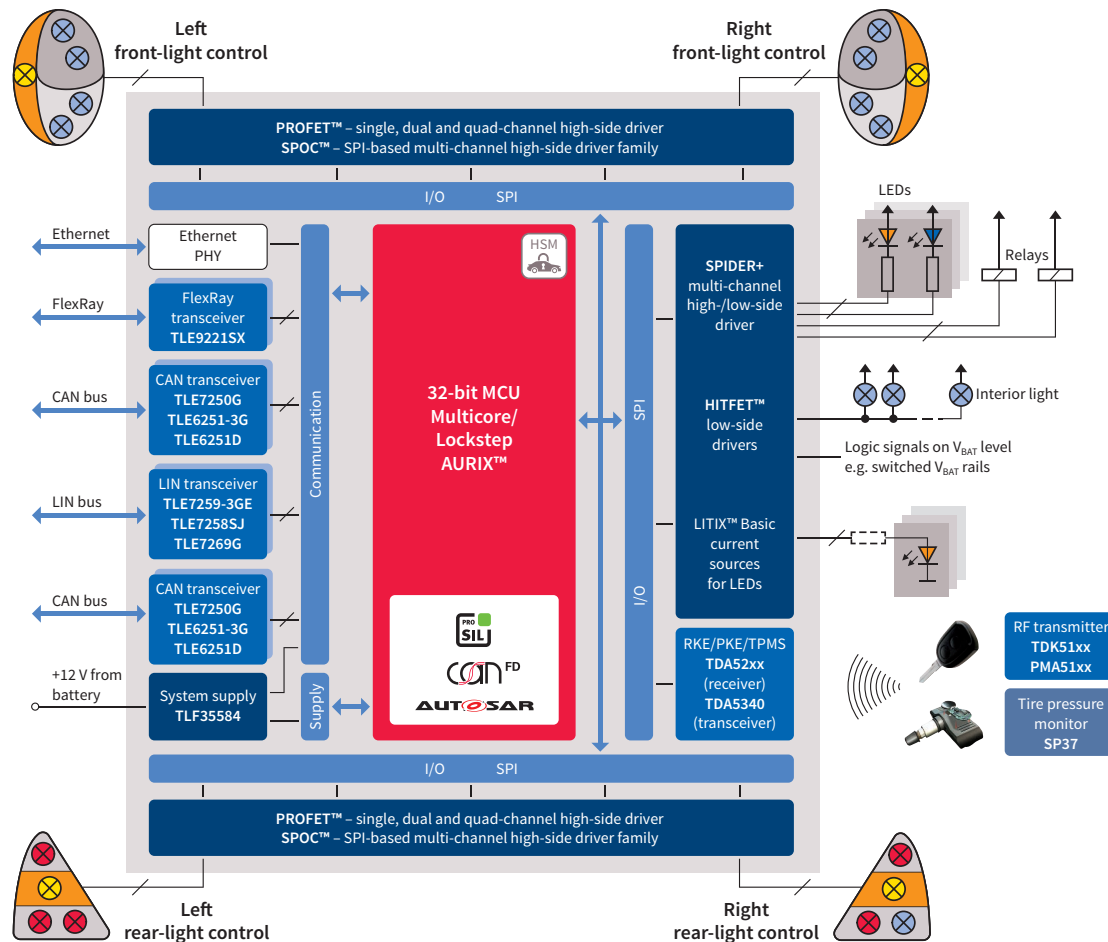 Left
front-light control
Right
front-light control
PROFET™ – single, dual and quad-channel high-side driver
SPOC™ – SPI-based multi-channel high-side driver family
I/O SPI
Ethernet
Ethernet
PHY
FlexRay
FlexRay
transceiver
TLE9221SX
CAN bus
CAN transceiver
TLE7250G
TLE6251-3G
TLE6251D
LIN bus
LIN transceiver
TLE7259-3GE
TLE7258SJ
TLE7269G
CAN bus
CAN transceiver
TLE7250G
TLE6251-3G
TLE6251D
+12 V from
battery
System supply
TLF35584
Communication
Supply
HSM
32-bit MCU
Multicore/
Lockstep
AURIX™
PRO
SIL
CAN FD
AUTOSAR
SPI
I/O
SPIDER+
multi-channel
high-/low-side
driver
HITFET™
low-side
drivers
LITIX™ Basic
current
sources
for LEDs
RKE/PKE/TPMS
TDA52xx
(receiver)
TDA5340
(transceiver)
LEDs
Relays
Interior light
Logic signals on VBAT level
e.g. switched VBAT rails
RF transmitter
TDK51xx
PMA51xx
Tire pressure
monitor
SP37
I/O SPI
PROFET™ – single, dual and quad-channel high-side driver
SPOC™ – SPI-based multi-channel high-side driver family
Left
rear-light control
Right
rear-light control